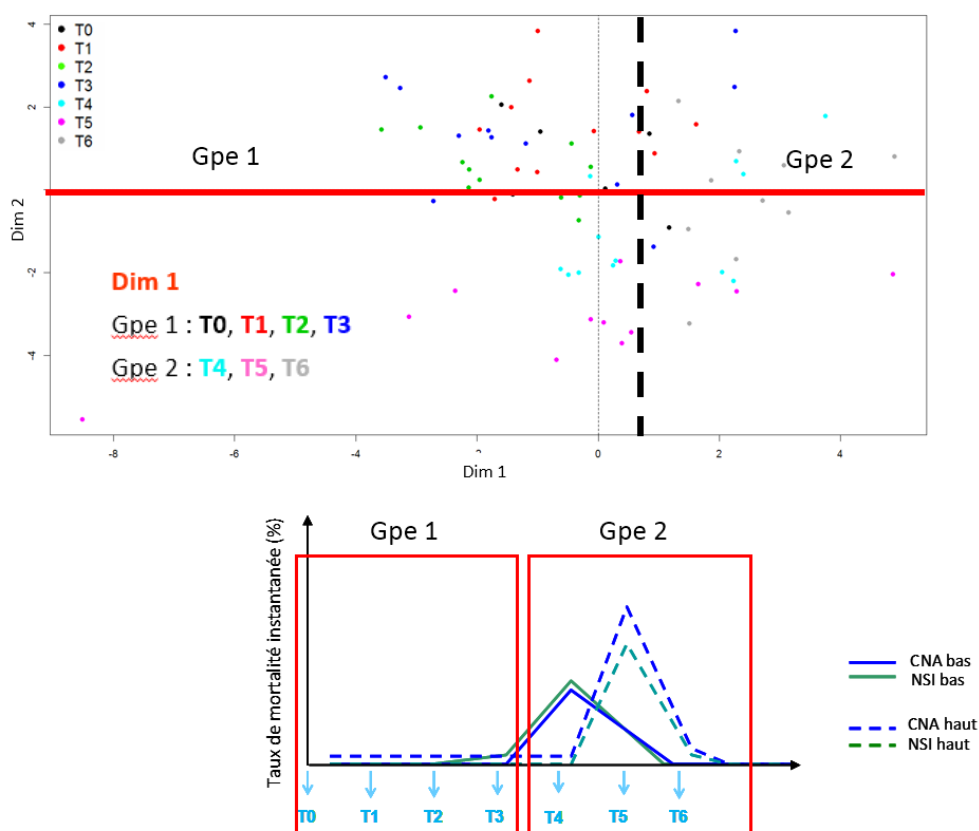 4
T0
T1
T2
T3
T4
T5
T6
2
Gpe 1
Gpe 2
Dim 2
-2
Dim 1
Gpe 1 : T0, T1, T2, T3
Gpe 2 : T4, T5, T6
-4
-8
-6
-4
-2
0
2
4
Dim 1
Gpe 1
Gpe 2
Taux de mortalité instantanée (%)
CNA bas
NSI bas
CNA haut
NSI haut
T0
T1
T2
T3
T4
T5
T6